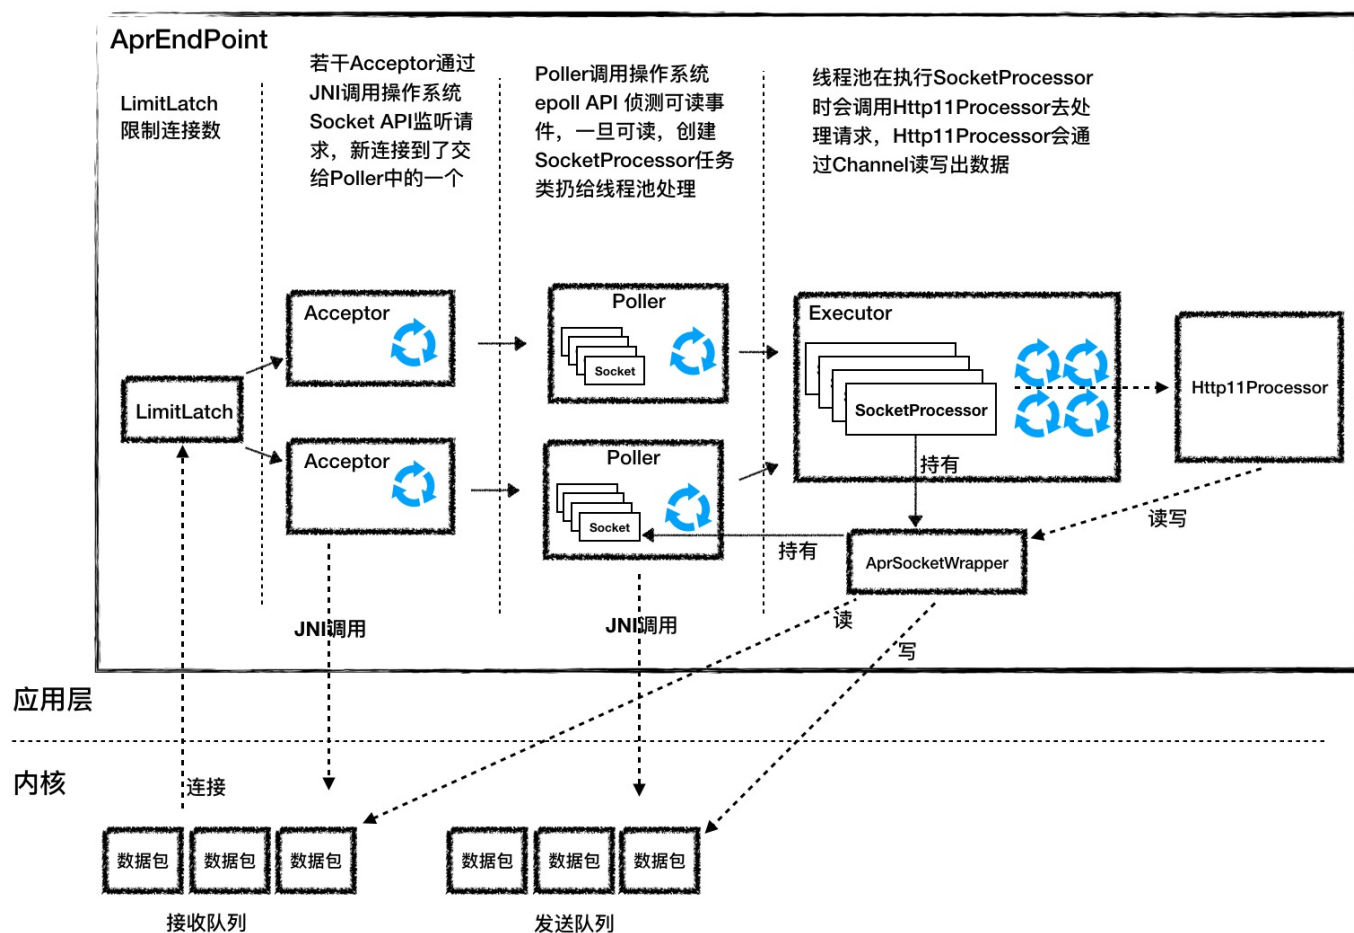 AprEndPoint
LimitLatch
限制连接数
若干Acceptor通过
JNI调用操作系统
Socket API监听请
求，新连接到了交
给Poller中的一个
Poller调用操作系统
epoll API 侦测可读事
件，一旦可读，创建
SocketProcessor任务
类扔给线程池处理
线程池在执行SocketProcessor
时会调用Http11Processor去处
理请求，Http11Processor会通
过Channel读写出数据
LimitLatch
Acceptor
Acceptor
Poller
Socket
Poller
Socket
Executor
SocketProcessor
Http11Processor
持有
持有
读写
AprSocketWrapper
读
写
JNI调用
JNI调用
应用层
内核
连接
数据包
数据包
数据包
接收队列
数据包
数据包
数据包
发送队列